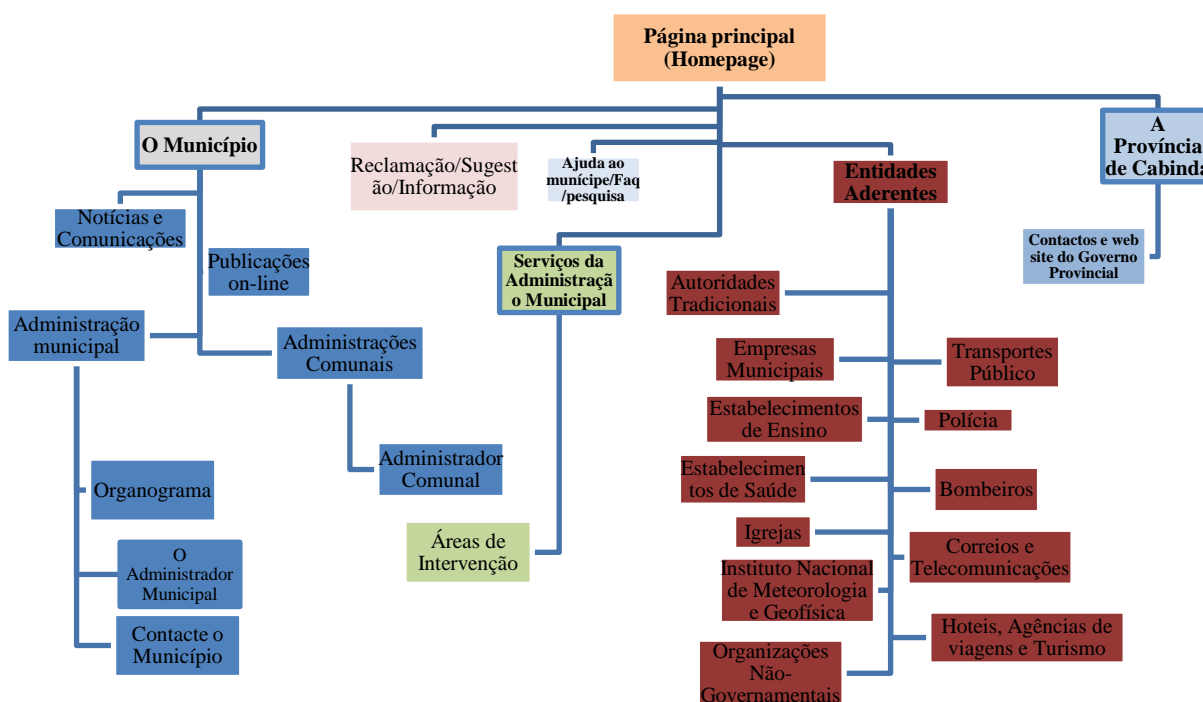 Página principal
(Homepage)
O Município
Reclamação/Sugest
ão/Informação
Ajuda ao
munícipe/Faq
/pesquisa
Entidades
Aderentes
A
Província
de Cabinda
Notícias e
Comunicações
Publicações
on-line
Administração
municipal
Administrações
Comunais
Organograma
Administrador
Comunal
O
Administrador
Municipal
Contacte o
Município
Serviços da
Administraçã
o Municipal
Áreas de
Intervenção
Autoridades
Tradicionais
Empresas
Municipais
Transportes
Público
Estabelecimentos
de Ensino
Polícia
Estabelecimen
tos de Saúde
Bombeiros
Igrejas
Correios e
Telecomunicações
Instituto Nacional
de Meteorologia
e Geofísica
Hoteis, Agências de
viagens e Turismo
Organizações
Não-
Governamentais
Contactos e web
site do Governo
Provincial